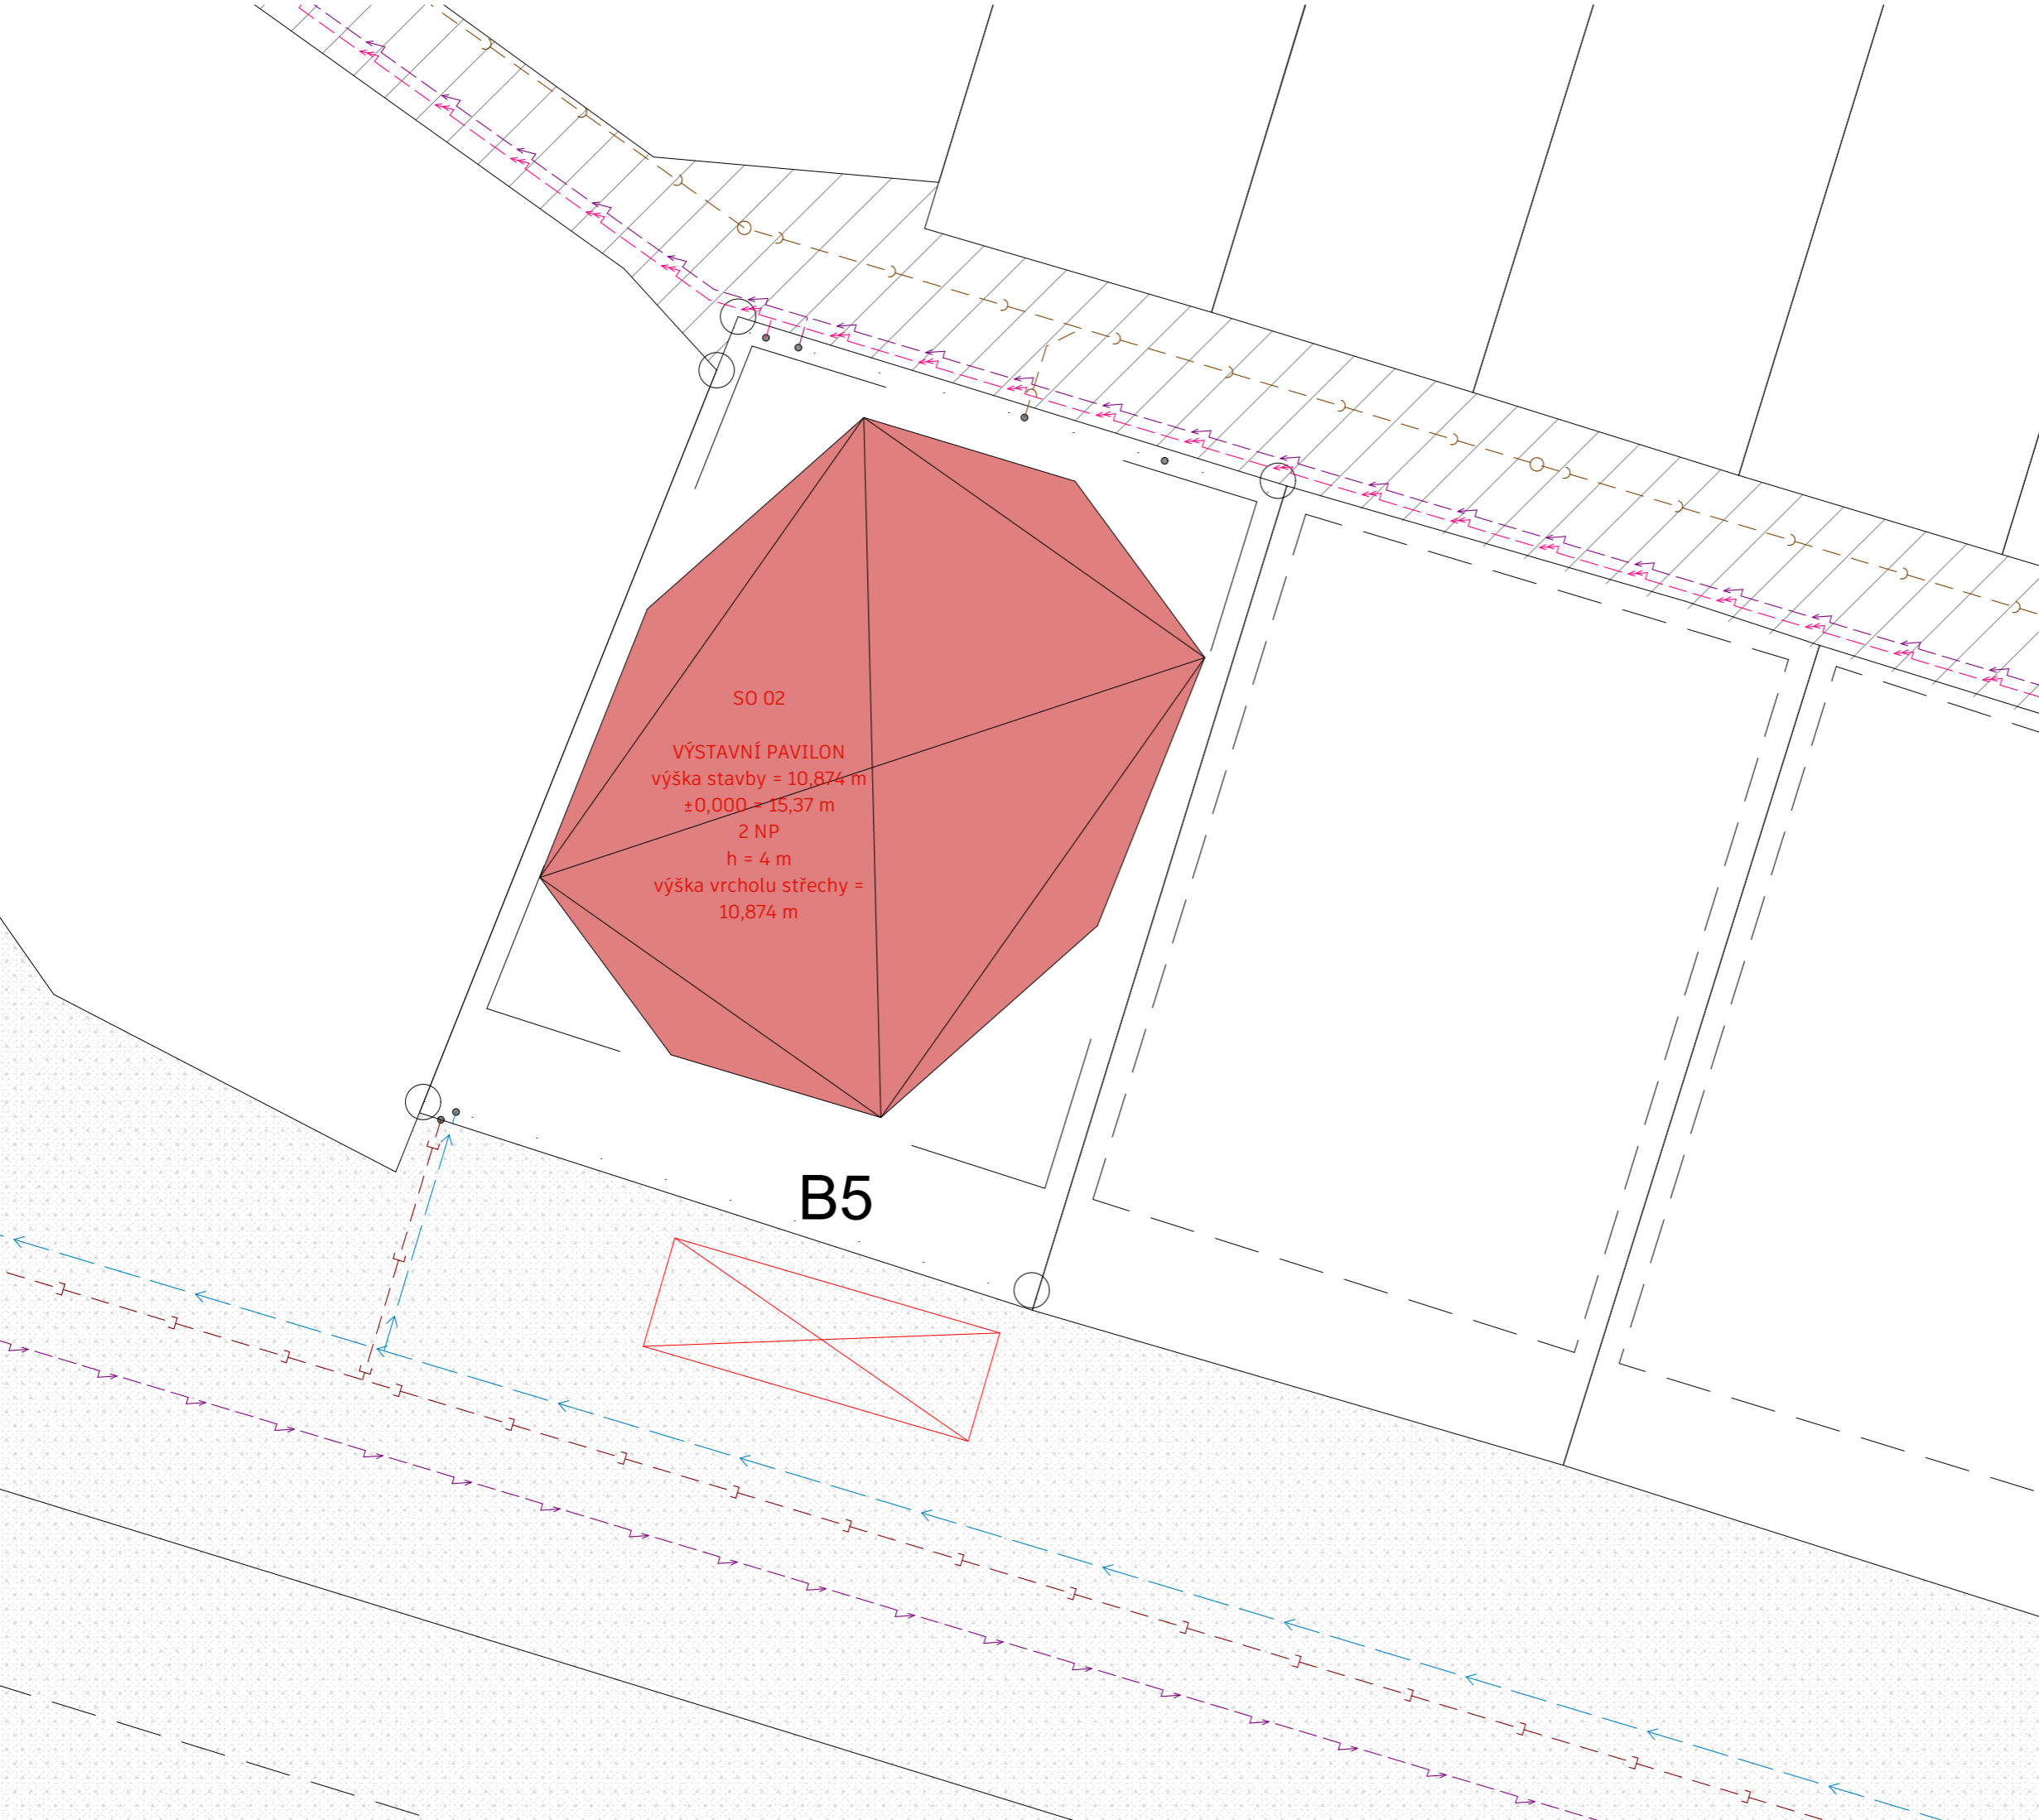 SO 02
VÝSTAVNÍ PAVILON
výška stavby = 10,874 m
±0,000 = 15,37 m
2 NP
h = 4 m
výška vrcholu střechy =
10,874 m
B5